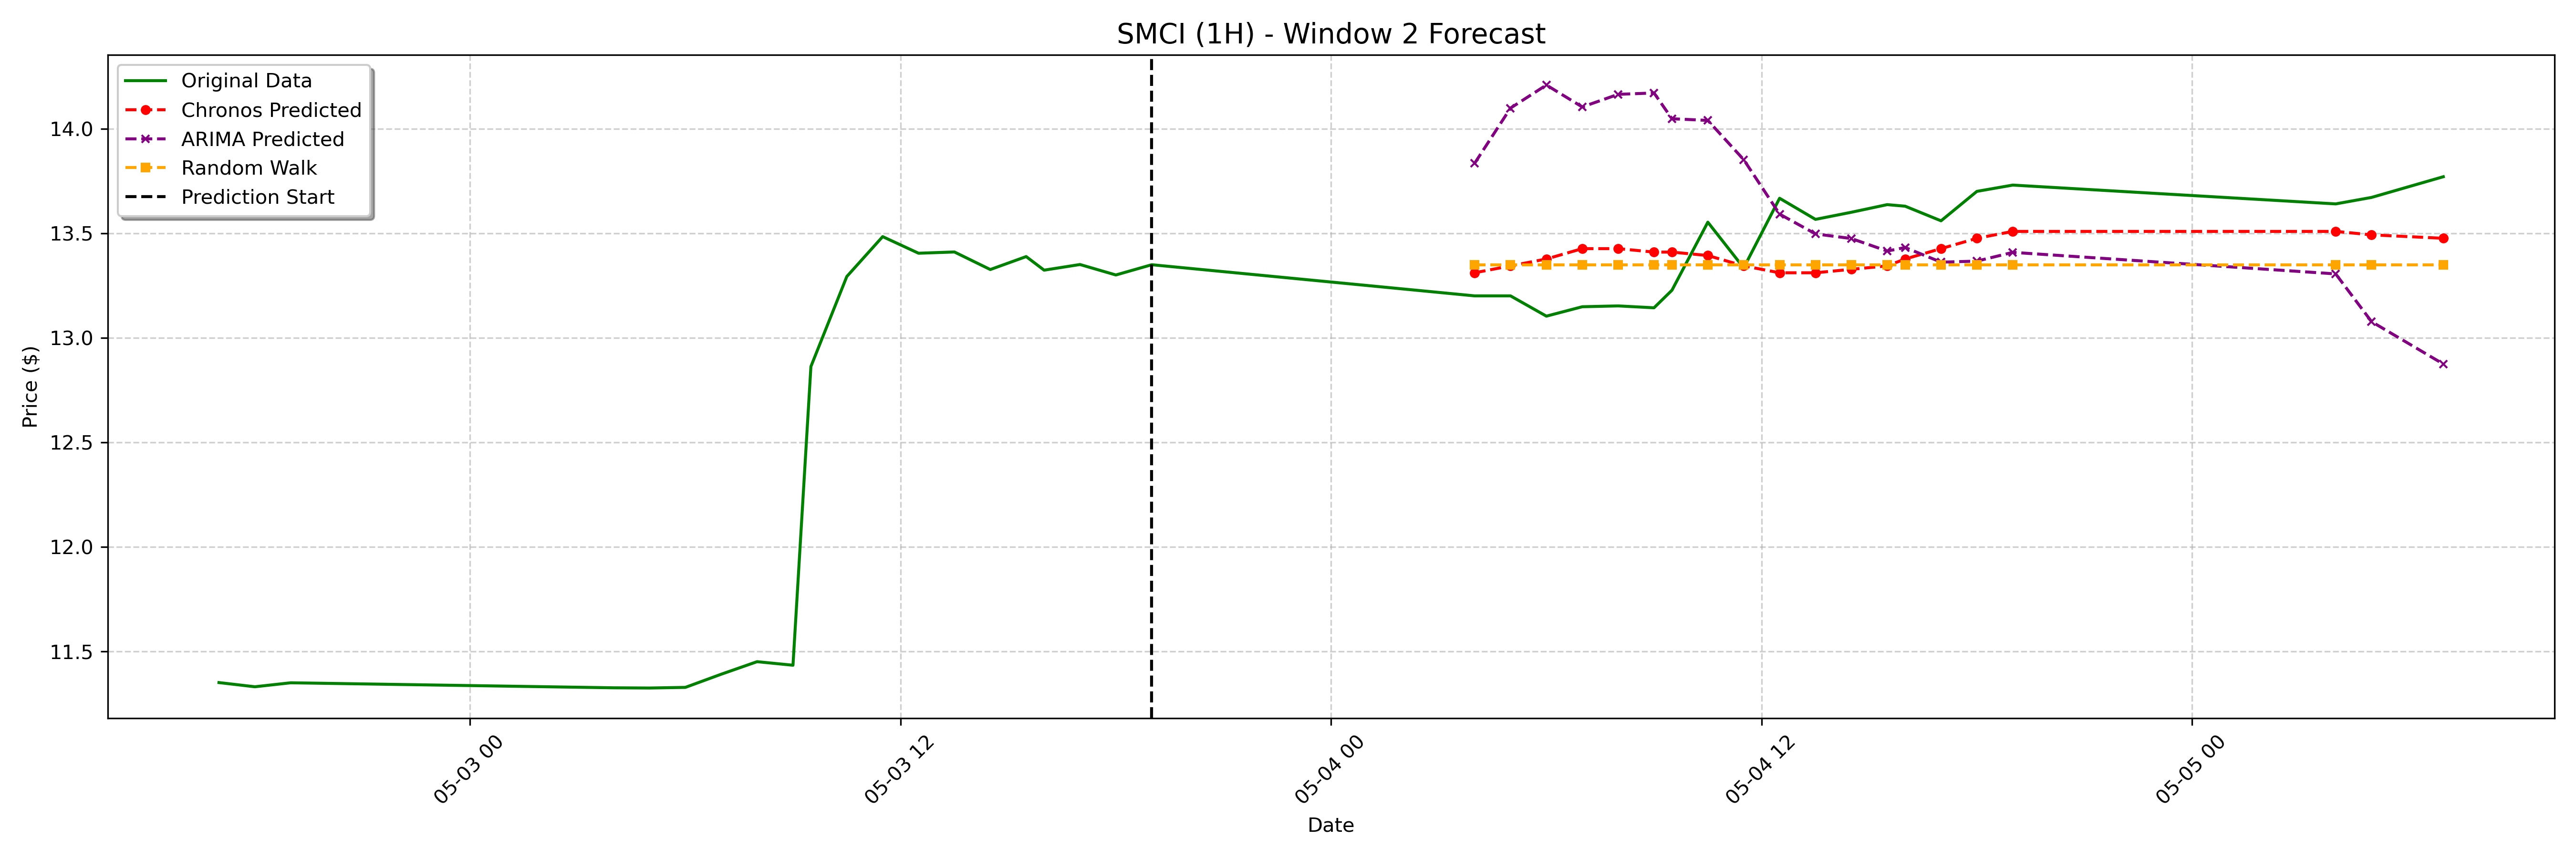 SMCI (1H) - Window 2 Forecast
Original Data
Chronos Predicted
ARIMA Predicted
Random Walk
Prediction Start
14.0
13.5
13.0
12.5
12.0
11.5
Price ($)
05-03 00
05-03 12
05-04 00
05-04 12
05-05 00
Date